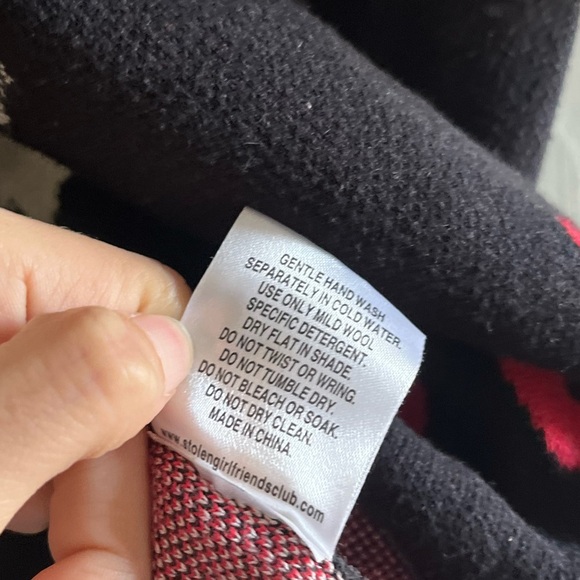 GENTLE HAND WASH
SEPARATELY IN COLD WATER.
USE ONLY MILD WOOL
SPECIFIC DETERGENT.
DRY FLAT IN SHADE
DO NOT TWIST OR WRING.
DO NOT TUMBLE DRY.
DO NOT BLEACH OR SOAK.
DO NOT DRY CLEAN.
MADE IN CHINA.
www.stolengirlfriendsclub.com